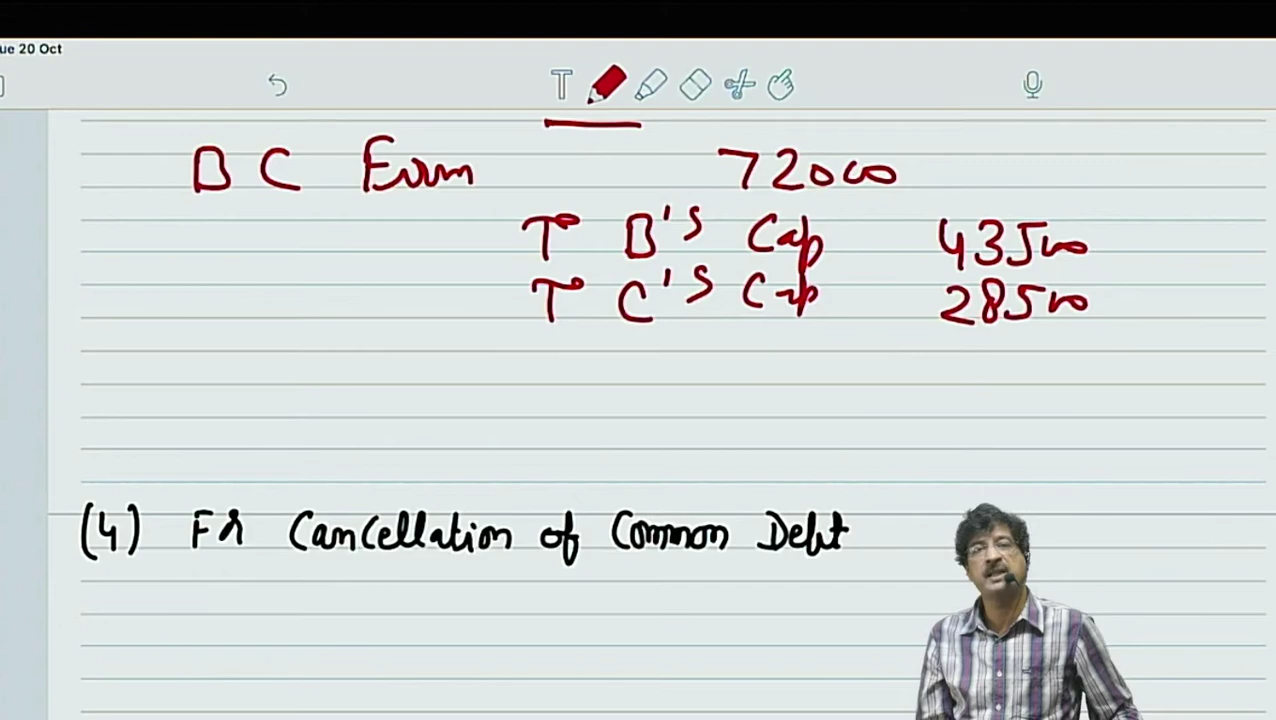 ue 20 Oct
T
B C Firm 72000
To B's Cap 43500
To C's Cap 28500
(4) For Cancellation of Common Debt